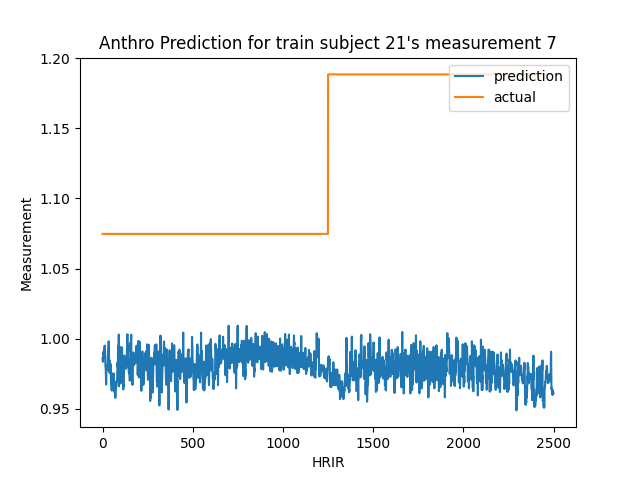 Anthro Prediction for train subject 21's measurement 7
1.20
1.15
1.10
1.05
1.00
0.95
Measurement
prediction
actual
0
500
1000
1500
2000
2500
HRIR